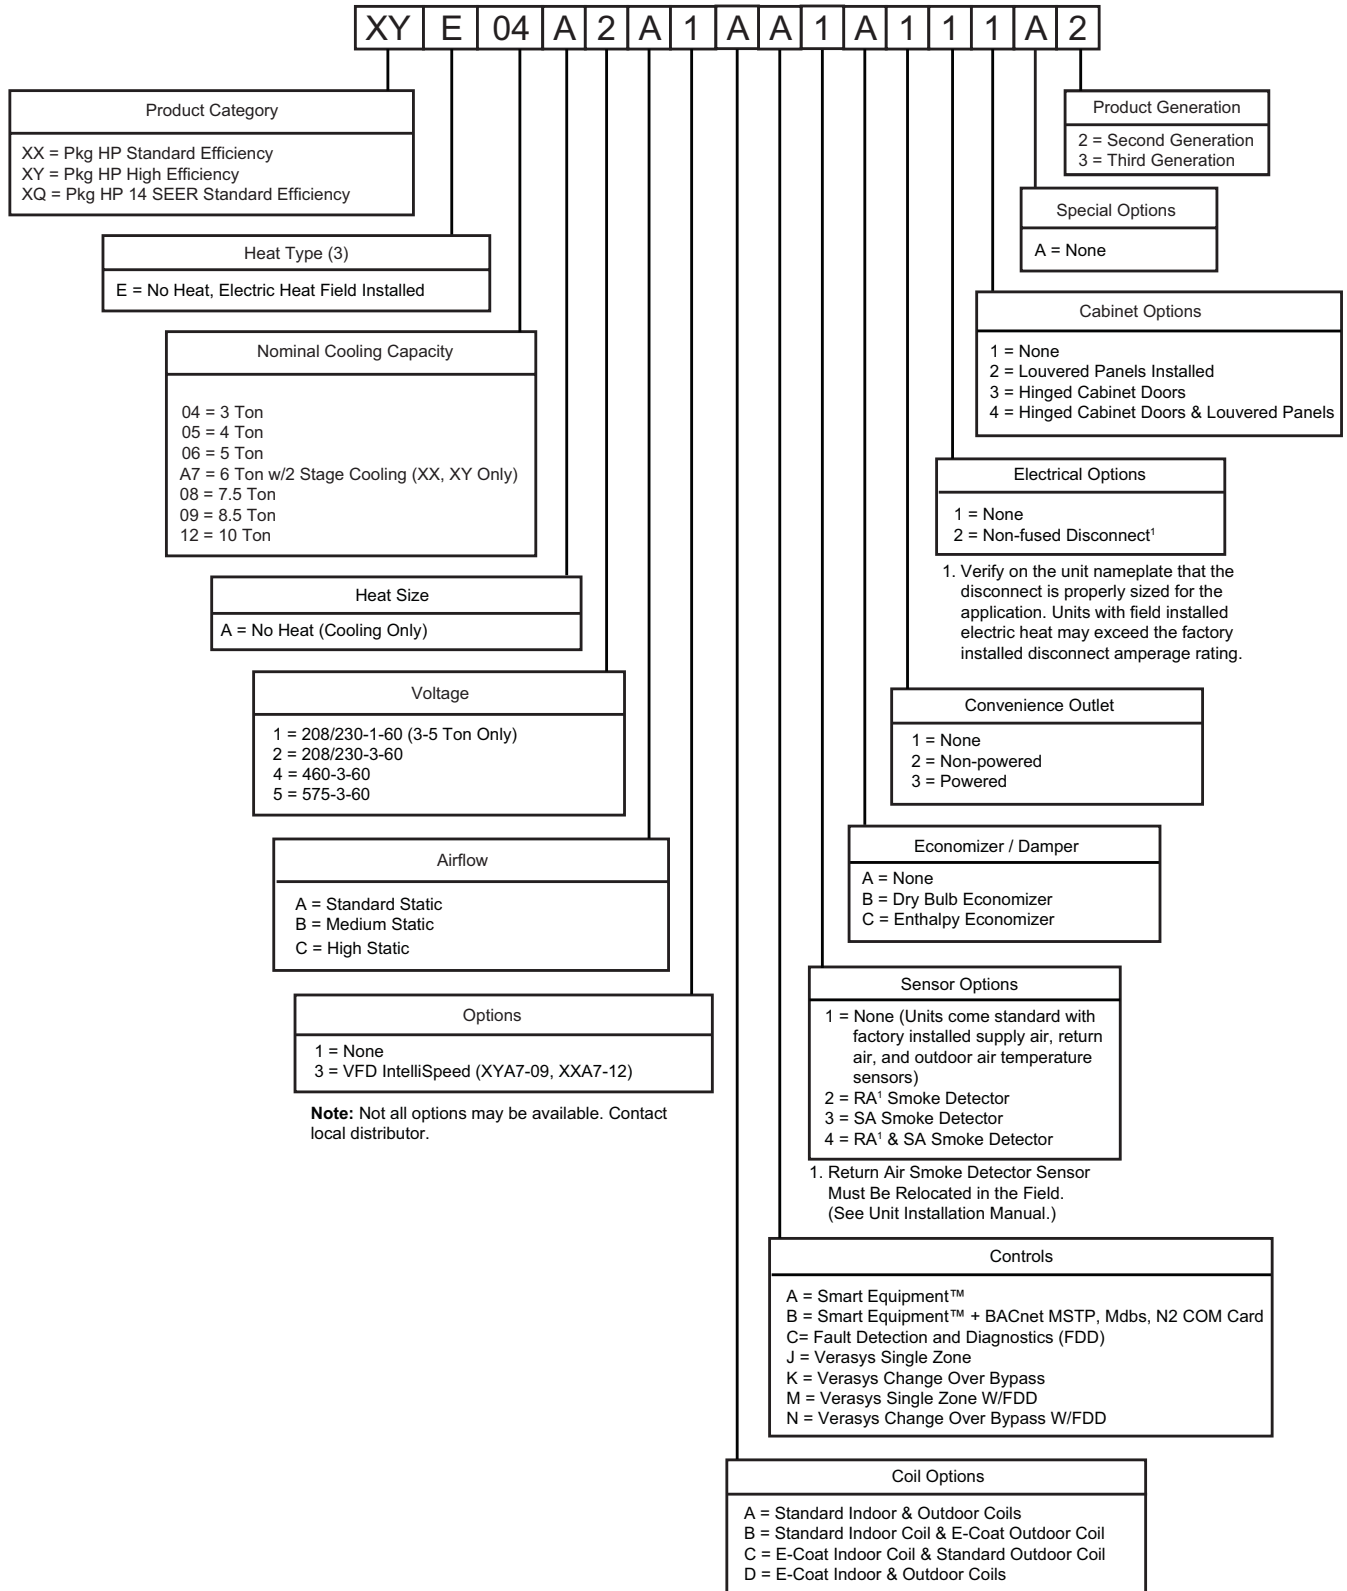 XY E 04 A 2 A 1 A A 1 A 1 1 1 A 2
Product Category
XX = Pkg HP Standard Efficiency
XY = Pkg HP High Efficiency
XQ = Pkg HP 14 SEER Standard Efficiency
Heat Type (3)
E = No Heat, Electric Heat Field Installed
Nominal Cooling Capacity
04 = 3 Ton
05 = 4 Ton
06 = 5 Ton
A7 = 6 Ton w/2 Stage Cooling (XX, XY Only)
08 = 7.5 Ton
09 = 8.5 Ton
12 = 10 Ton
Heat Size
A = No Heat (Cooling Only)
Voltage
1 = 208/230-1-60 (3-5 Ton Only)
2 = 208/230-3-60
4 = 460-3-60
5 = 575-3-60
Airflow
A = Standard Static
B = Medium Static
C = High Static
Options
1 = None
3 = VFD IntelliSpeed (XYA7-09, XXA7-12)
Note: Not all options may be available. Contact
local distributor.
Product Generation
2 = Second Generation
3 = Third Generation
Special Options
A = None
Cabinet Options
1 = None
2 = Louvered Panels Installed
3 = Hinged Cabinet Doors
4 = Hinged Cabinet Doors & Louvered Panels
Electrical Options
1 = None
2 = Non-fused Disconnect¹
1. Verify on the unit nameplate that the
disconnect is properly sized for the
application. Units with field installed
electric heat may exceed the factory
installed disconnect amperage rating.
Convenience Outlet
1 = None
2 = Non-powered
3 = Powered
Economizer / Damper
A = None
B = Dry Bulb Economizer
C = Enthalpy Economizer
Sensor Options
1 = None (Units come standard with
factory installed supply air, return
air, and outdoor air temperature
sensors)
2 = RA¹ Smoke Detector
3 = SA Smoke Detector
4 = RA¹ & SA Smoke Detector
1. Return Air Smoke Detector Sensor
Must Be Relocated in the Field.
(See Unit Installation Manual.)
Controls
A = Smart Equipment™
B = Smart Equipment™ + BACnet MSTP, Mdbs, N2 COM Card
C= Fault Detection and Diagnostics (FDD)
J = Verasys Single Zone
K = Verasys Change Over Bypass
M = Verasys Single Zone W/FDD
N = Verasys Change Over Bypass W/FDD
Coil Options
A = Standard Indoor & Outdoor Coils
B = Standard Indoor Coil & E-Coat Outdoor Coil
C = E-Coat Indoor Coil & Standard Outdoor Coil
D = E-Coat Indoor & Outdoor Coils